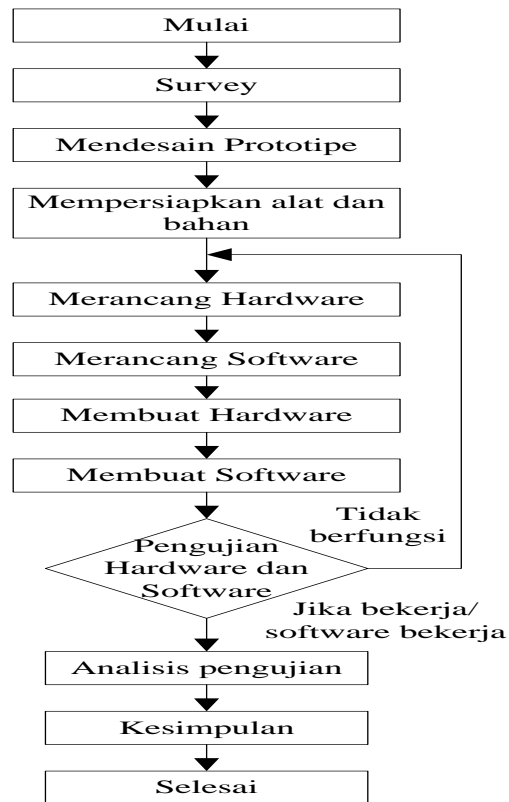 Mulai
Survey
Mendesain Prototipe
Mempersiapkan alat dan
bahan
Merancang Hardware
Merancang Software
Membuat Hardware
Membuat Software
Tidak
berfungsi
Pengujian
Hardware dan
Software
Jika bekerja/
software bekerja
Analisis pengujian
Kesimpulan
Selesai